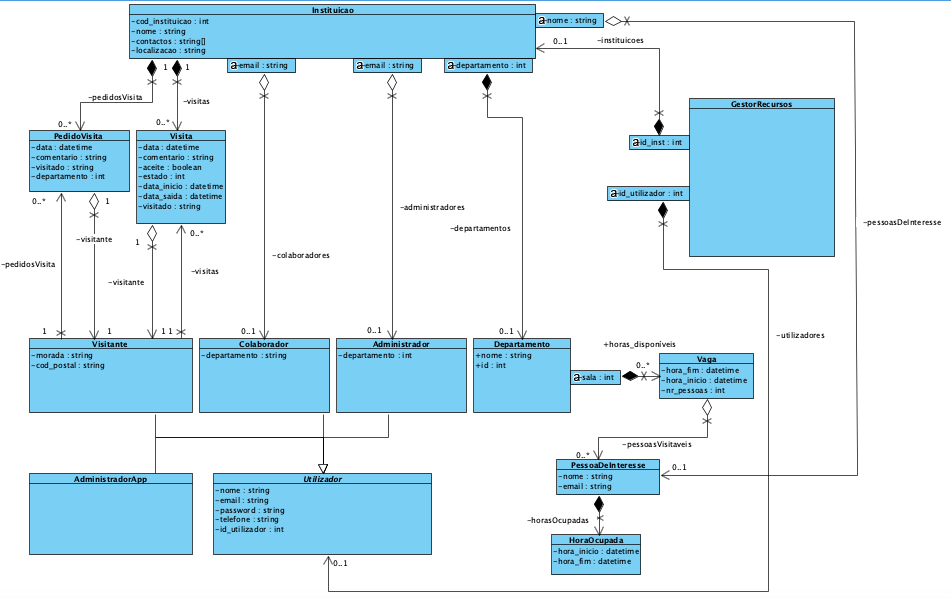 Instituicao
-cod_instituicao : int
-nome : string
-contactos : string[]
-localizacao : string
a-nome : string
a-email : string
a-email : string
a-departamento : int
0..1
-instituicoes
1
1
-pedidosVisita
-visitas
0..*
0..*
GestorRecursos
a-id_inst : int
a-id_utilizador : int
PedidoVisita
-data : datetime
-comentario : string
-visitado : string
-departamento : int
Visita
-data : datetime
-comentario : string
-aceite : boolean
-estado : int
-data_inicio : datetime
-data_saida : datetime
-visitado : string
0..*
1
-visitante
-pedidosVisita
1
0..*
-visitante
-visitas
-colaboradores
-administradores
-departamentos
-pessoasDeInteresse
-utilizadores
1
1
1
1
0..1
0..1
0..1
Visitante
-morada : string
-cod_postal : string
Colaborador
-departamento : string
Administrador
-departamento : int
Departamento
+nome : string
+id : int
a-sala : int
+horas_disponíveis
0..*
Vaga
-hora_fim : datetime
-hora_inicio : datetime
-nr_pessoas : int
-pessoasVisitaveis
0..*
0..1
PessoaDeInteresse
-nome : string
-email : string
-horasOcupadas
HoraOcupada
-hora_inicio : datetime
-hora_fim : datetime
AdministradorApp
Utilizador
-nome : string
-email : string
-password : string
-telefone : string
-id_utilizador : int
0..1